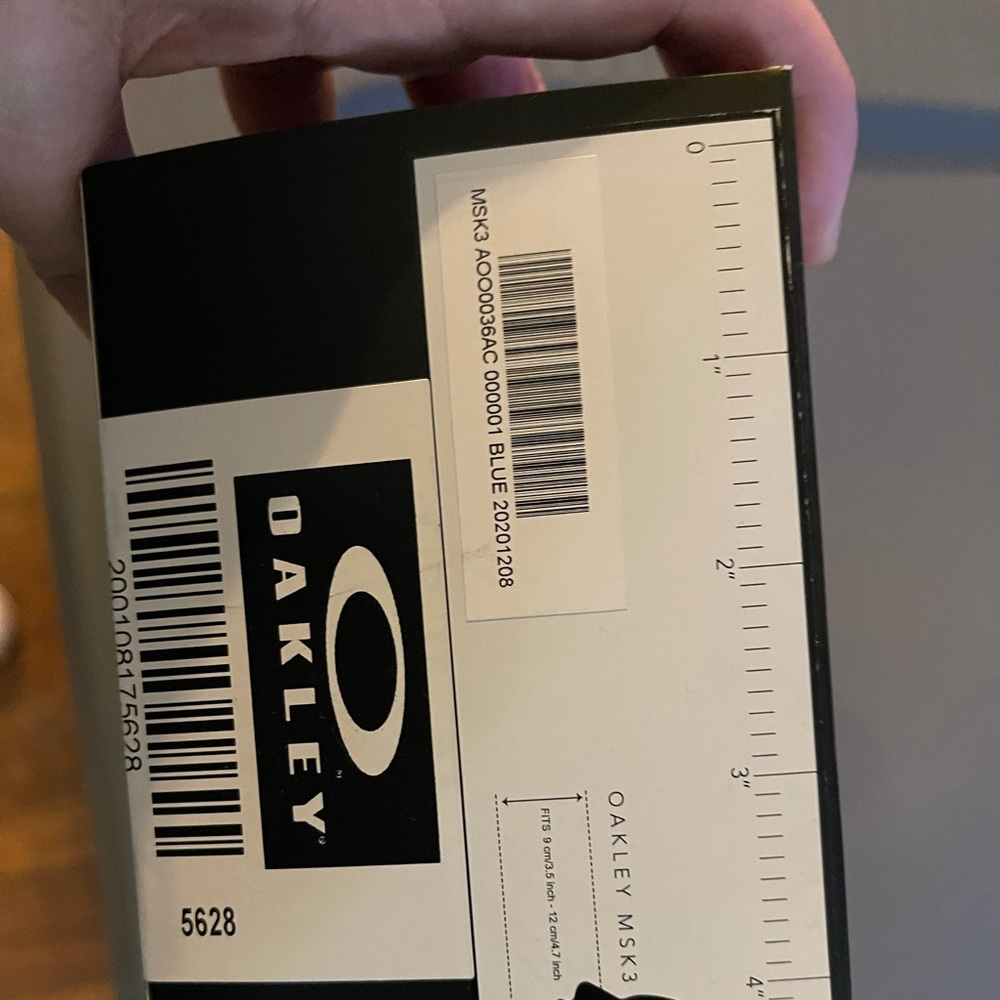 0
1"
2"
3"
4"
MSK3 AOO0036AC 000001 BLUE 20201208
OAKLEY MSK3
FITS 9 cm/3.5 inch - 12 cm/4.7 inch
OAKLEY
200108175628
5628